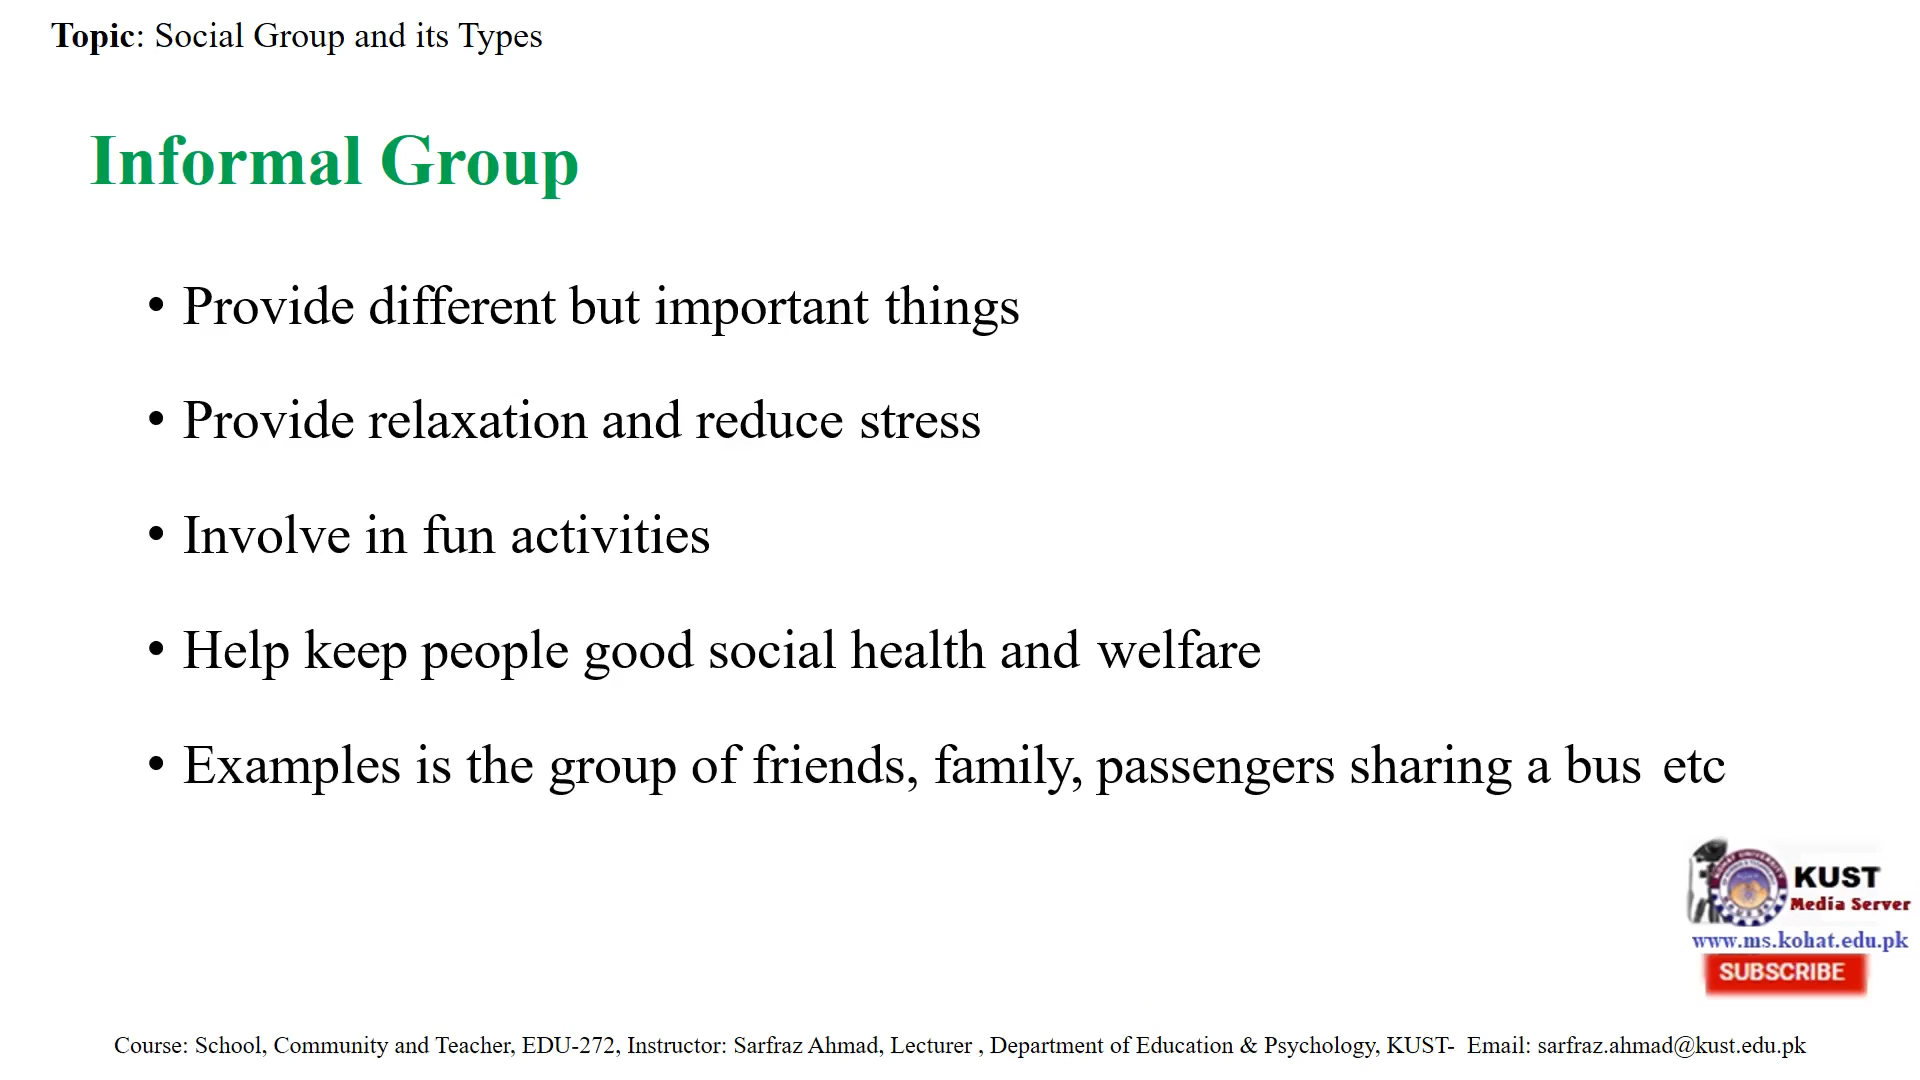 Topic: Social Group and its Types
Informal Group
• Provide different but important things
• Provide relaxation and reduce stress
• Involve in fun activities
• Help keep people good social health and welfare
• Examples is the group of friends, family, passengers sharing a bus etc
KUST
Media Server
www.ms.kohat.edu.pk
SUBSCRIBE
Course: School, Community and Teacher, EDU-272, Instructor: Sarfraz Ahmad, Lecturer , Department of Education & Psychology, KUST- Email: sarfraz.ahmad@kust.edu.pk